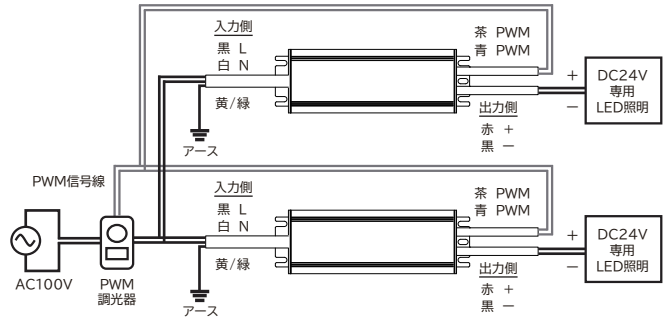 入力側
黒 L
白 N
黄/緑
アース
茶 PWM
青 PWM
出力側
赤 +
黒 −
+
−
DC24V
専用
LED照明
PWM信号線
AC100V
PWM
調光器
入力側
黒 L
白 N
黄/緑
アース
茶 PWM
青 PWM
出力側
赤 +
黒 −
+
−
DC24V
専用
LED照明